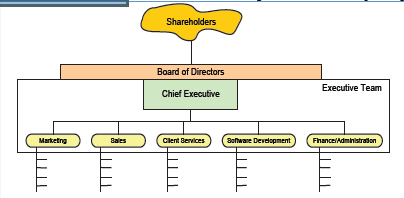 Shareholders
Board of Directors
Chief Executive
Executive Team
Marketing
Sales
Client Services
Software Development
Finance/Administration